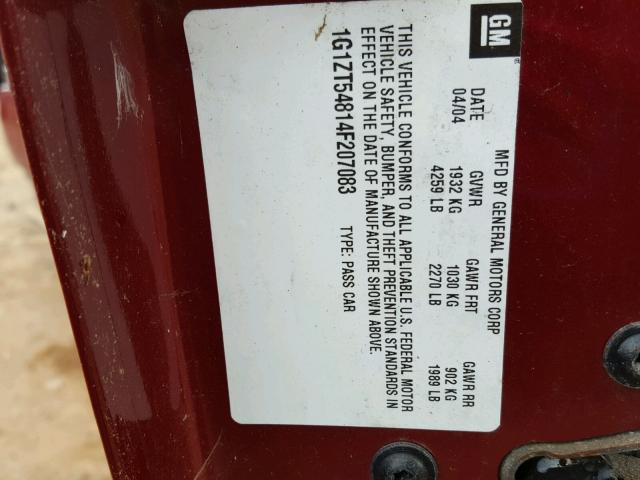 GM
MFD BY GENERAL MOTORS CORP
DATE GVWR GAWR FRT GAWR RR
04/04 1932 KG 1030 KG 902 KG
4259 LB 2270 LB 1989 LB
THIS VEHICLE CONFORMS TO ALL APPLICABLE U.S. FEDERAL MOTOR
VEHICLE SAFETY, BUMPER, AND THEFT PREVENTION STANDARDS IN
EFFECT ON THE DATE OF MANUFACTURE SHOWN ABOVE.
1G1ZT54814F207083 TYPE: PASS CAR